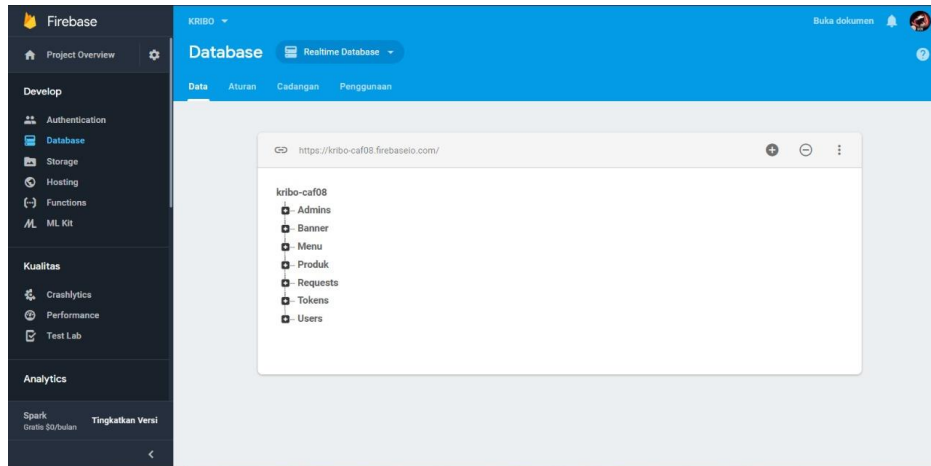 Firebase
Project Overview
Develop
Authentication
Database
Storage
Hosting
Functions
ML Kit
Kualitas
Crashlytics
Performance
Test Lab
Analytics
Spark
Gratis $0/bulan
Tingkatkan Versi
KRIBO
Buka dokumen
Database
Realtime Database
Data Aturan Cadangan Penggunaan
https://kribo-caf08.firebaseio.com/
kribo-caf08
Admins
Banner
Menu
Produk
Requests
Tokens
Users